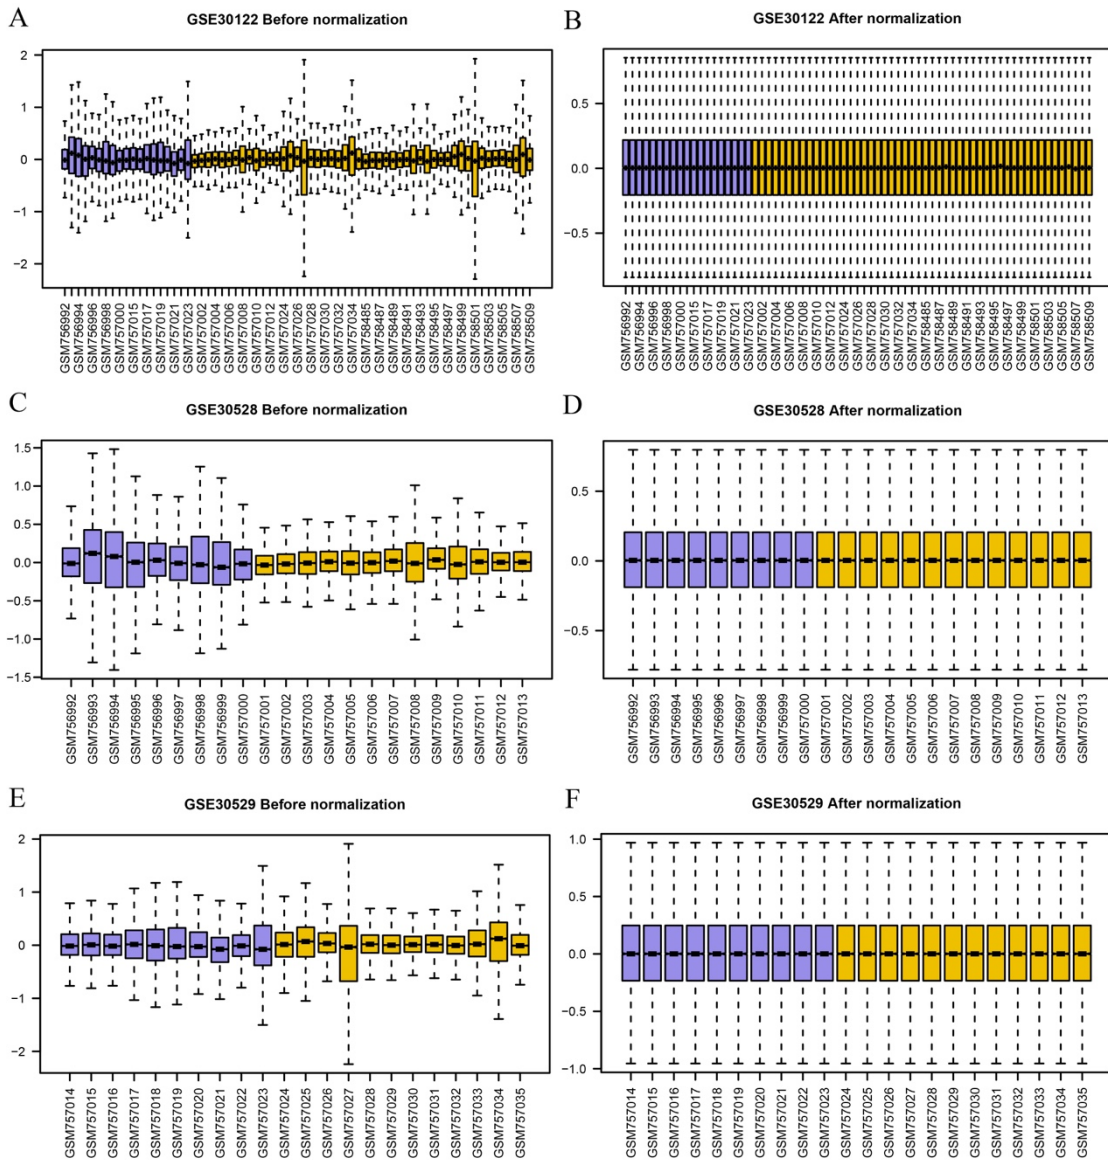 A
GSE30122 Before normalization
2
1
0
−1
−2
GSM756992
GSM756994
GSM756996
GSM756998
GSM757000
GSM757015
GSM757017
GSM757019
GSM757021
GSM757023
GSM757002
GSM757004
GSM757006
GSM757008
GSM757010
GSM757012
GSM757024
GSM757026
GSM757028
GSM757030
GSM757032
GSM757034
GSM758485
GSM758487
GSM758489
GSM758491
GSM758493
GSM758495
GSM758497
GSM758499
GSM758501
GSM758503
GSM758505
GSM758507
GSM758509
B
GSE30122 After normalization
0.5
0.0
−0.5
GSM756992
GSM756994
GSM756996
GSM756998
GSM757000
GSM757015
GSM757017
GSM757019
GSM757021
GSM757023
GSM757002
GSM757004
GSM757006
GSM757008
GSM757010
GSM757012
GSM757024
GSM757026
GSM757028
GSM757030
GSM757032
GSM757034
GSM758485
GSM758487
GSM758489
GSM758491
GSM758493
GSM758495
GSM758497
GSM758499
GSM758501
GSM758503
GSM758505
GSM758507
GSM758509
C
GSE30528 Before normalization
1.5
1.0
0.5
0.0
−0.5
−1.0
−1.5
GSM756992
GSM756993
GSM756994
GSM756995
GSM756996
GSM756997
GSM756998
GSM756999
GSM757000
GSM757001
GSM757002
GSM757003
GSM757004
GSM757005
GSM757006
GSM757007
GSM757008
GSM757009
GSM757010
GSM757011
GSM757012
GSM757013
D
GSE30528 After normalization
0.5
0.0
−0.5
GSM756992
GSM756993
GSM756994
GSM756995
GSM756996
GSM756997
GSM756998
GSM756999
GSM757000
GSM757001
GSM757002
GSM757003
GSM757004
GSM757005
GSM757006
GSM757007
GSM757008
GSM757009
GSM757010
GSM757011
GSM757012
GSM757013
E
GSE30529 Before normalization
2
1
0
−1
−2
GSM757014
GSM757015
GSM757016
GSM757017
GSM757018
GSM757019
GSM757020
GSM757021
GSM757022
GSM757023
GSM757024
GSM757025
GSM757026
GSM757027
GSM757028
GSM757029
GSM757030
GSM757031
GSM757032
GSM757033
GSM757034
GSM757035
F
GSE30529 After normalization
1.0
0.5
0.0
−0.5
−1.0
GSM757014
GSM757015
GSM757016
GSM757017
GSM757018
GSM757019
GSM757020
GSM757021
GSM757022
GSM757023
GSM757024
GSM757025
GSM757026
GSM757027
GSM757028
GSM757029
GSM757030
GSM757031
GSM757032
GSM757033
GSM757034
GSM757035